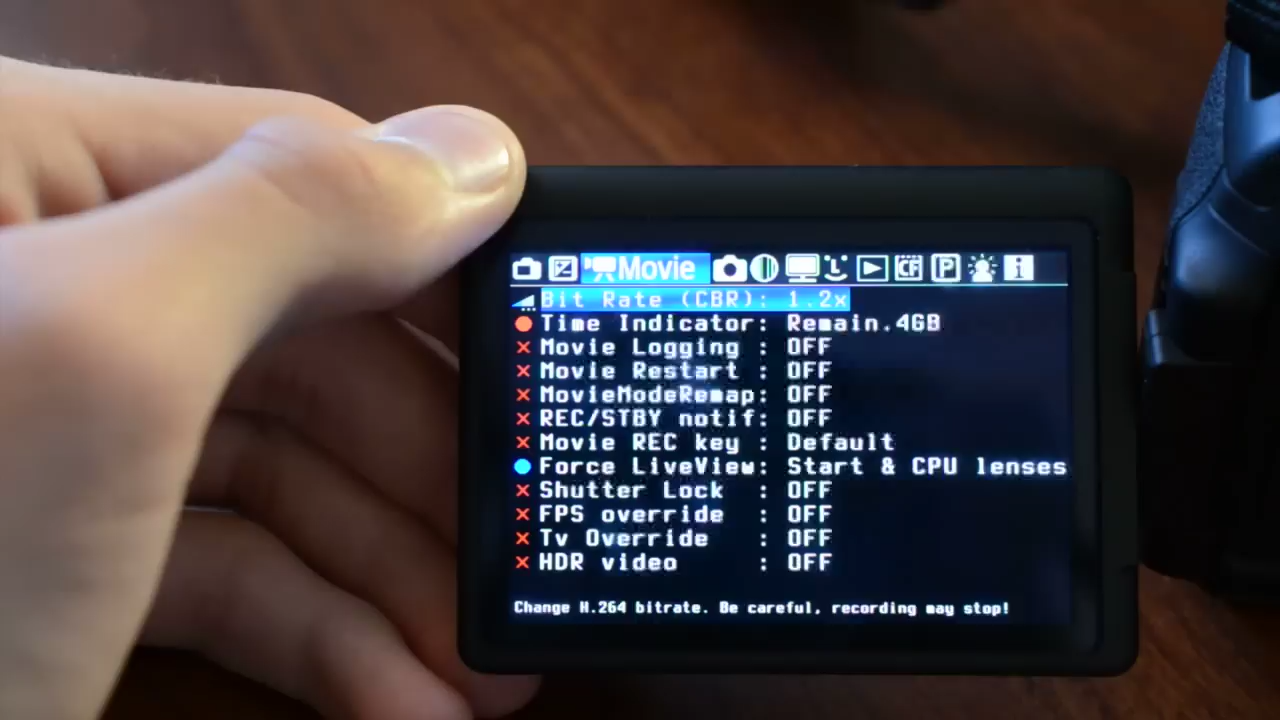 Movie L CF P i
Bit Rate (CBR): 1.2x
Time Indicator: Remain.4GB
Movie Logging : OFF
Movie Restart : OFF
MovieModeRemap: OFF
REC/STBY notif: OFF
Movie REC key : Default
Force LiveView: Start & CPU lenses
Shutter Lock : OFF
FPS override : OFF
Tv Override : OFF
HDR video : OFF
Change H.264 bitrate. Be careful, recording may stop!